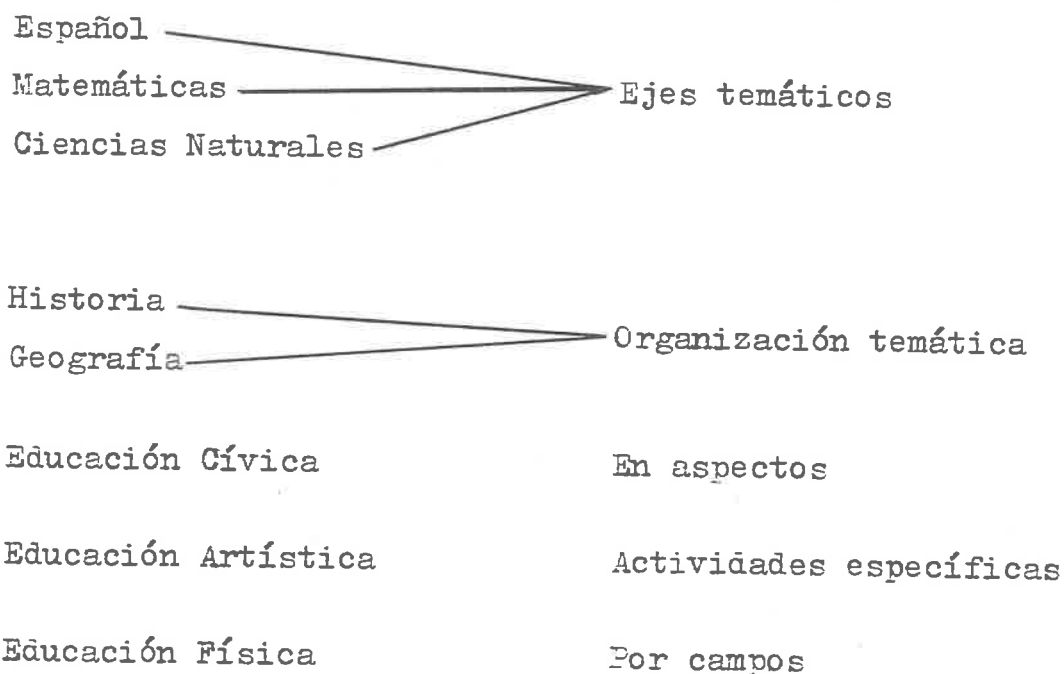 Español
Matemáticas
Ciencias Naturales
Ejes temáticos
Historia
Geografía
Organización temática
Educación Cívica
En aspectos
Educación Artística
Actividades específicas
Educación Física
Por campos